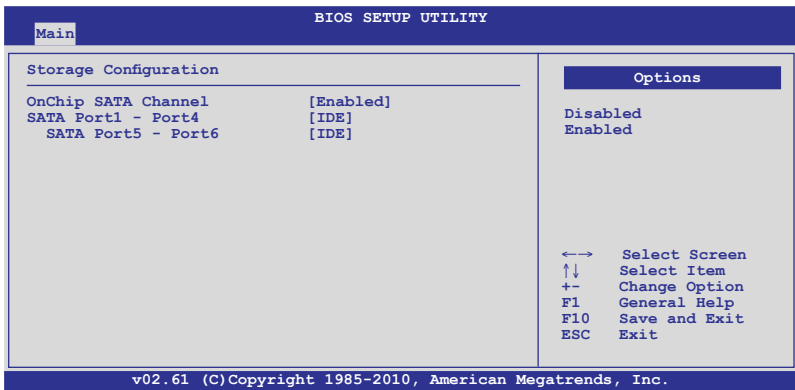 BIOS SETUP UTILITY
Main
Storage Configuration
OnChip SATA Channel [Enabled]
SATA Port1 - Port4 [IDE]
SATA Port5 - Port6 [IDE]
Options
Disabled
Enabled
←→ Select Screen
↑↓ Select Item
+- Change Option
F1 General Help
F10 Save and Exit
ESC Exit
v02.61 (C)Copyright 1985-2010, American Megatrends, Inc.